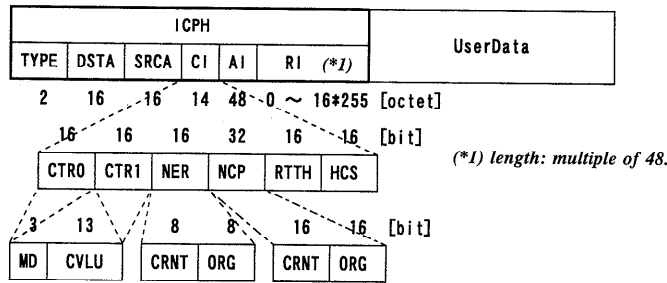 ICPH
UserData
TYPE DSTA SRCA CI AI RI (*1)
2 16 16 14 48 0 ~ 16*255 [octet]
16 16 16 32 16 16 [bit]
(*1) length: multiple of 48.
CTR0 CTR1 NER NCP RTTH HCS
3 13 8 8 16 16 [bit]
MD CVLU CRNT ORG CRNT ORG